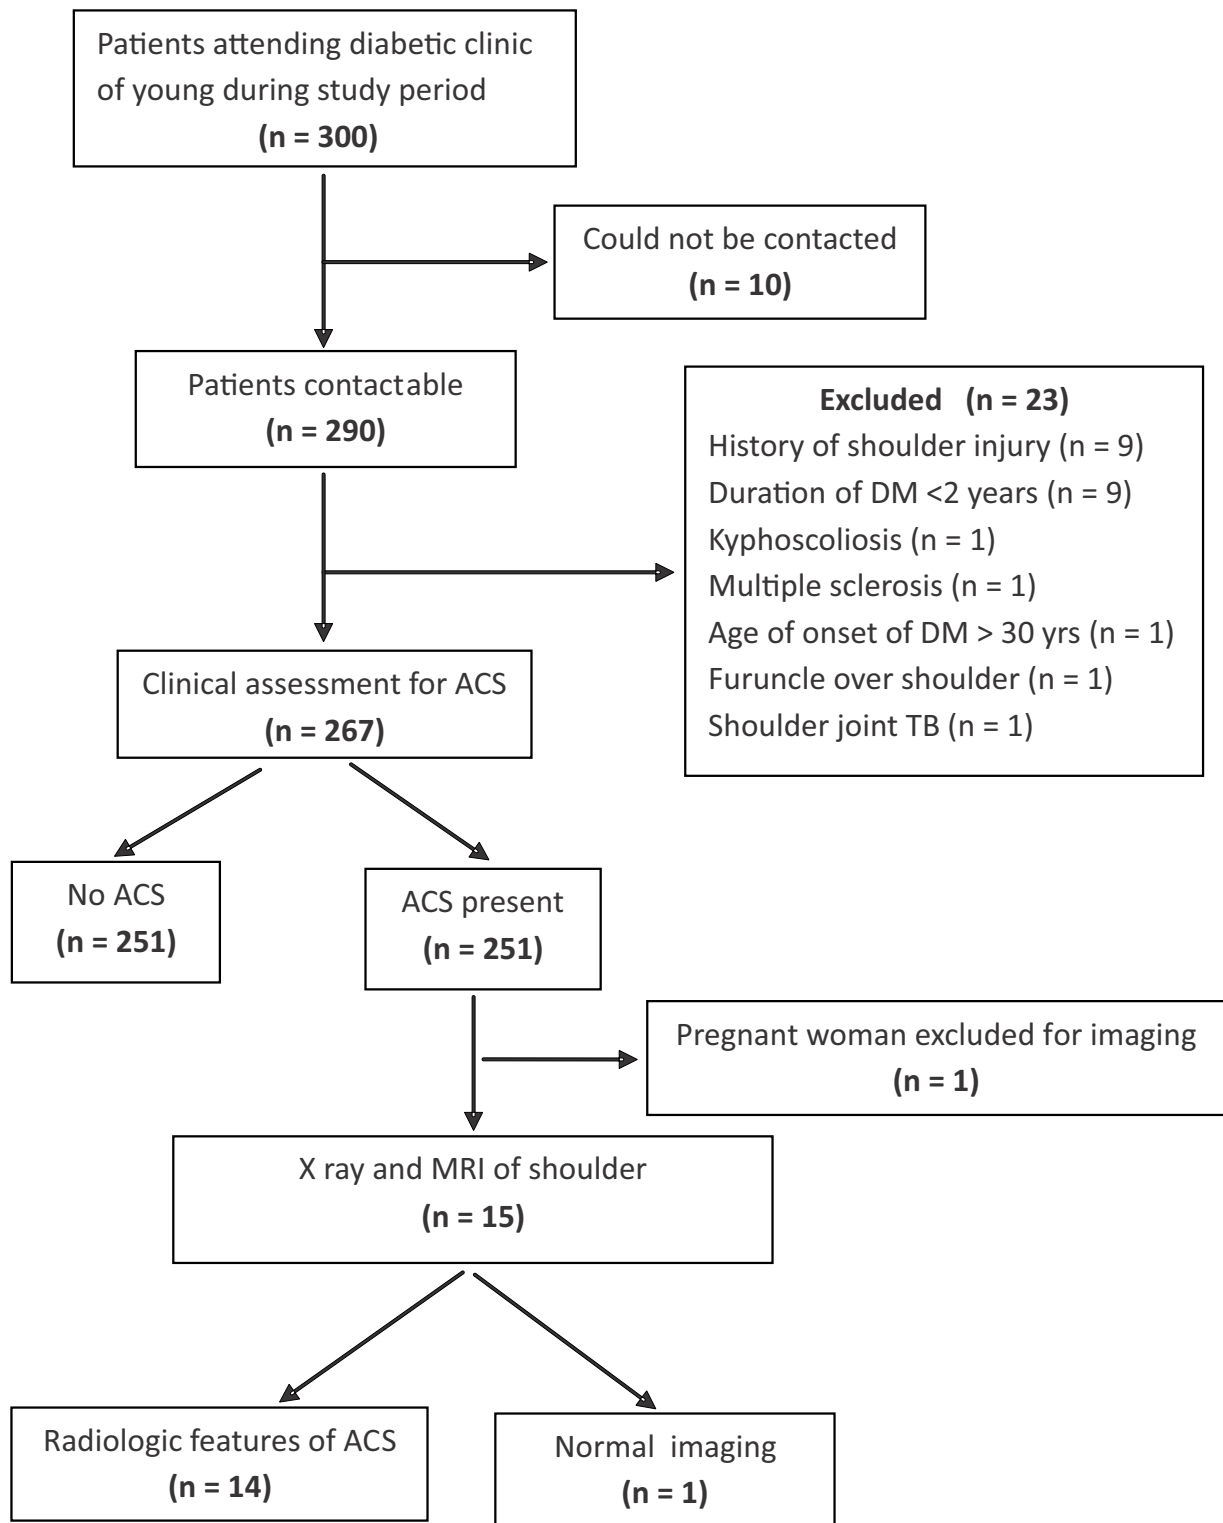 Patients attending diabetic clinic
of young during study period
(n = 300)
Could not be contacted
(n = 10)
Patients contactable
(n = 290)
Excluded (n = 23)
History of shoulder injury (n = 9)
Duration of DM <2 years (n = 9)
Kyphoscoliosis (n = 1)
Multiple sclerosis (n = 1)
Age of onset of DM > 30 yrs (n = 1)
Furuncle over shoulder (n = 1)
Shoulder joint TB (n = 1)
Clinical assessment for ACS
(n = 267)
No ACS
(n = 251)
ACS present
(n = 251)
Pregnant woman excluded for imaging
(n = 1)
X ray and MRI of shoulder
(n = 15)
Radiologic features of ACS
(n = 14)
Normal imaging
(n = 1)